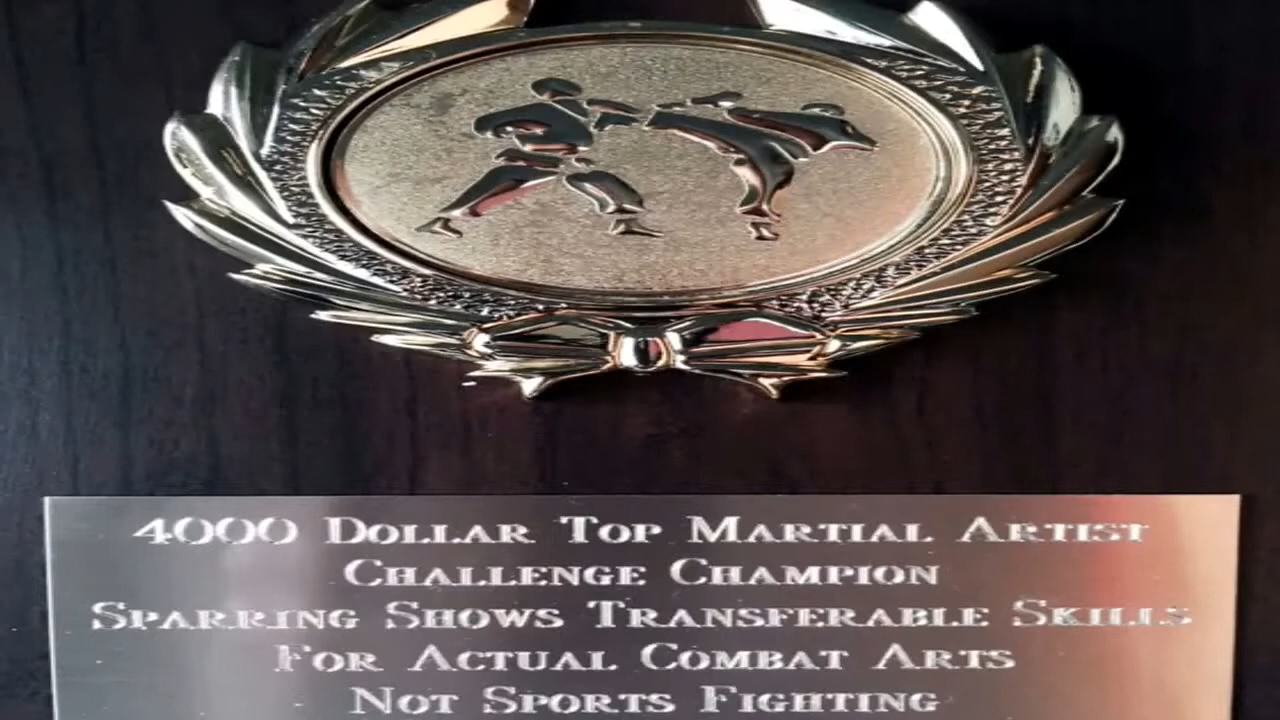 4000 Dollar Top Martial Artist
Challenge Champion
Sparring Shows Transferable Skills
For Actual Combat Arts
Not Sports Fighting